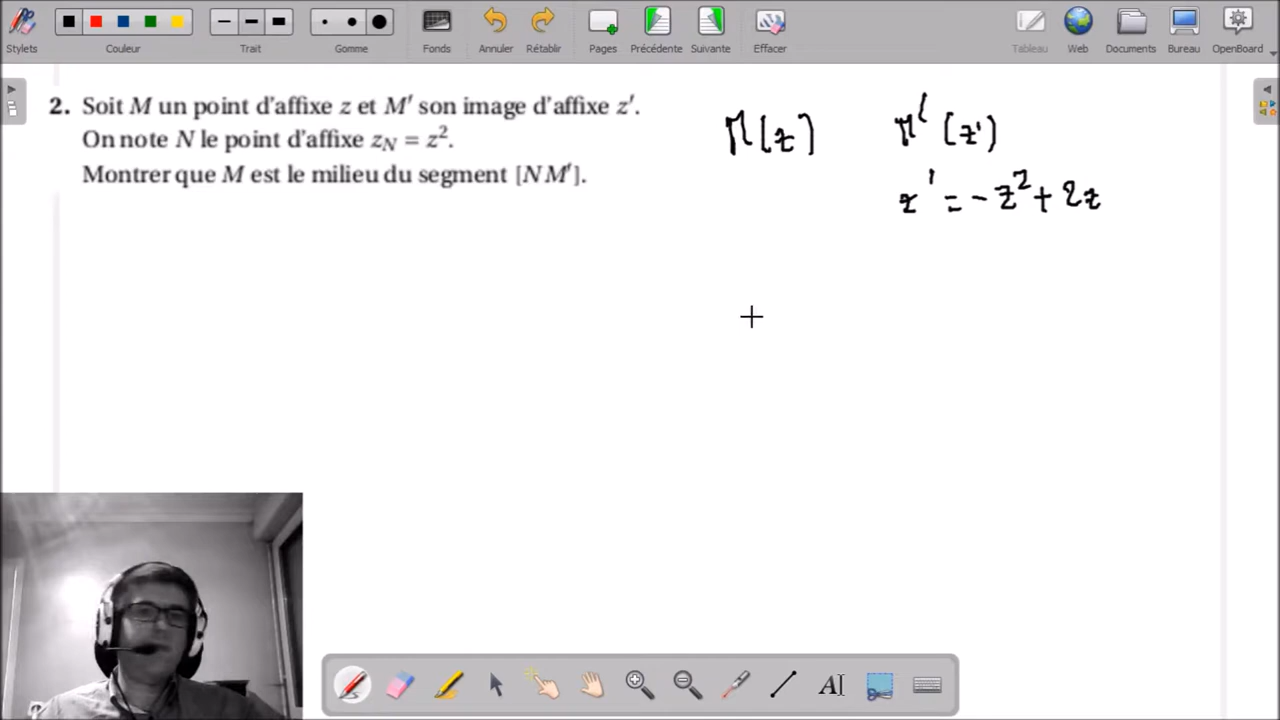 Stylets Couleur Trait Gomme Fonds Annuler Rétablir Pages Précédente Suivante Effacer Tableau Web Documents Bureau OpenBoard
2. Soit M un point d'affixe z et M' son image d'affixe z'.
On note N le point d'affixe z_N = z².
Montrer que M est le milieu du segment [NM'].
M(z) M'(z')
z' = -z² + 2z
AI